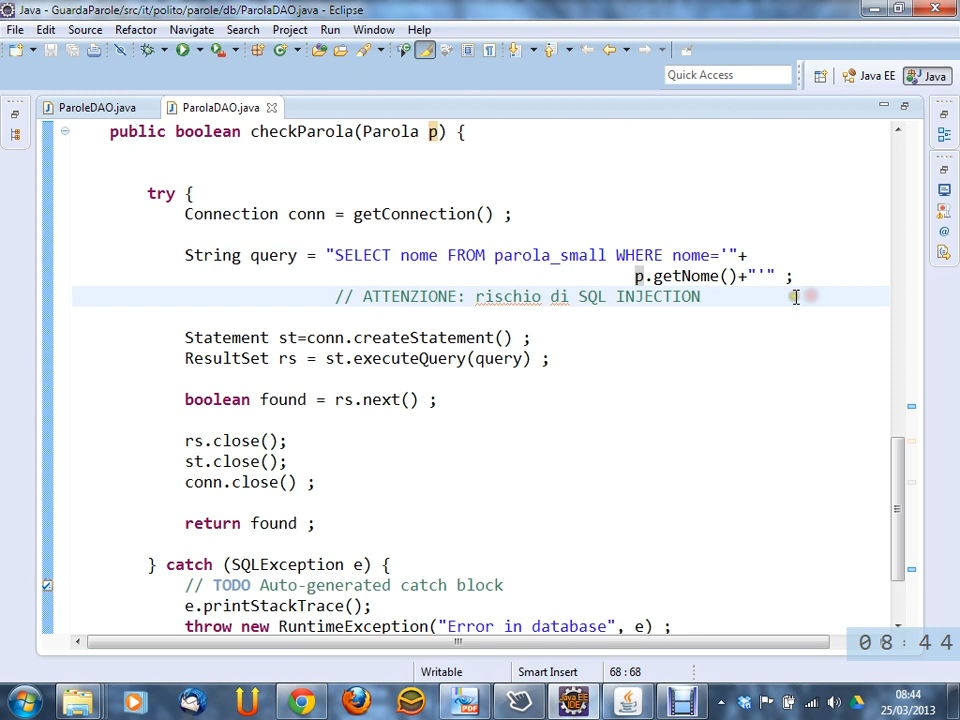 Java - GuardaParole/src/it/polito/parole/db/ParolaDAO.java - Eclipse
File Edit Source Refactor Navigate Search Project Run Window Help
Quick Access Java EE Java
ParoleDAO.java ParolaDAO.java
public boolean checkParola(Parola p) {
try {
Connection conn = getConnection() ;
String query = "SELECT nome FROM parola_small WHERE nome='"+
p.getNome()+"'" ;
// ATTENZIONE: rischio di SQL INJECTION
Statement st=conn.createStatement() ;
ResultSet rs = st.executeQuery(query) ;
boolean found = rs.next() ;
rs.close();
st.close();
conn.close() ;
return found ;
} catch (SQLException e) {
// TODO Auto-generated catch block
e.printStackTrace();
throw new RuntimeException("Error in database", e) ;
08:44
Writable Smart Insert 68 : 68
08:44
25/03/2013